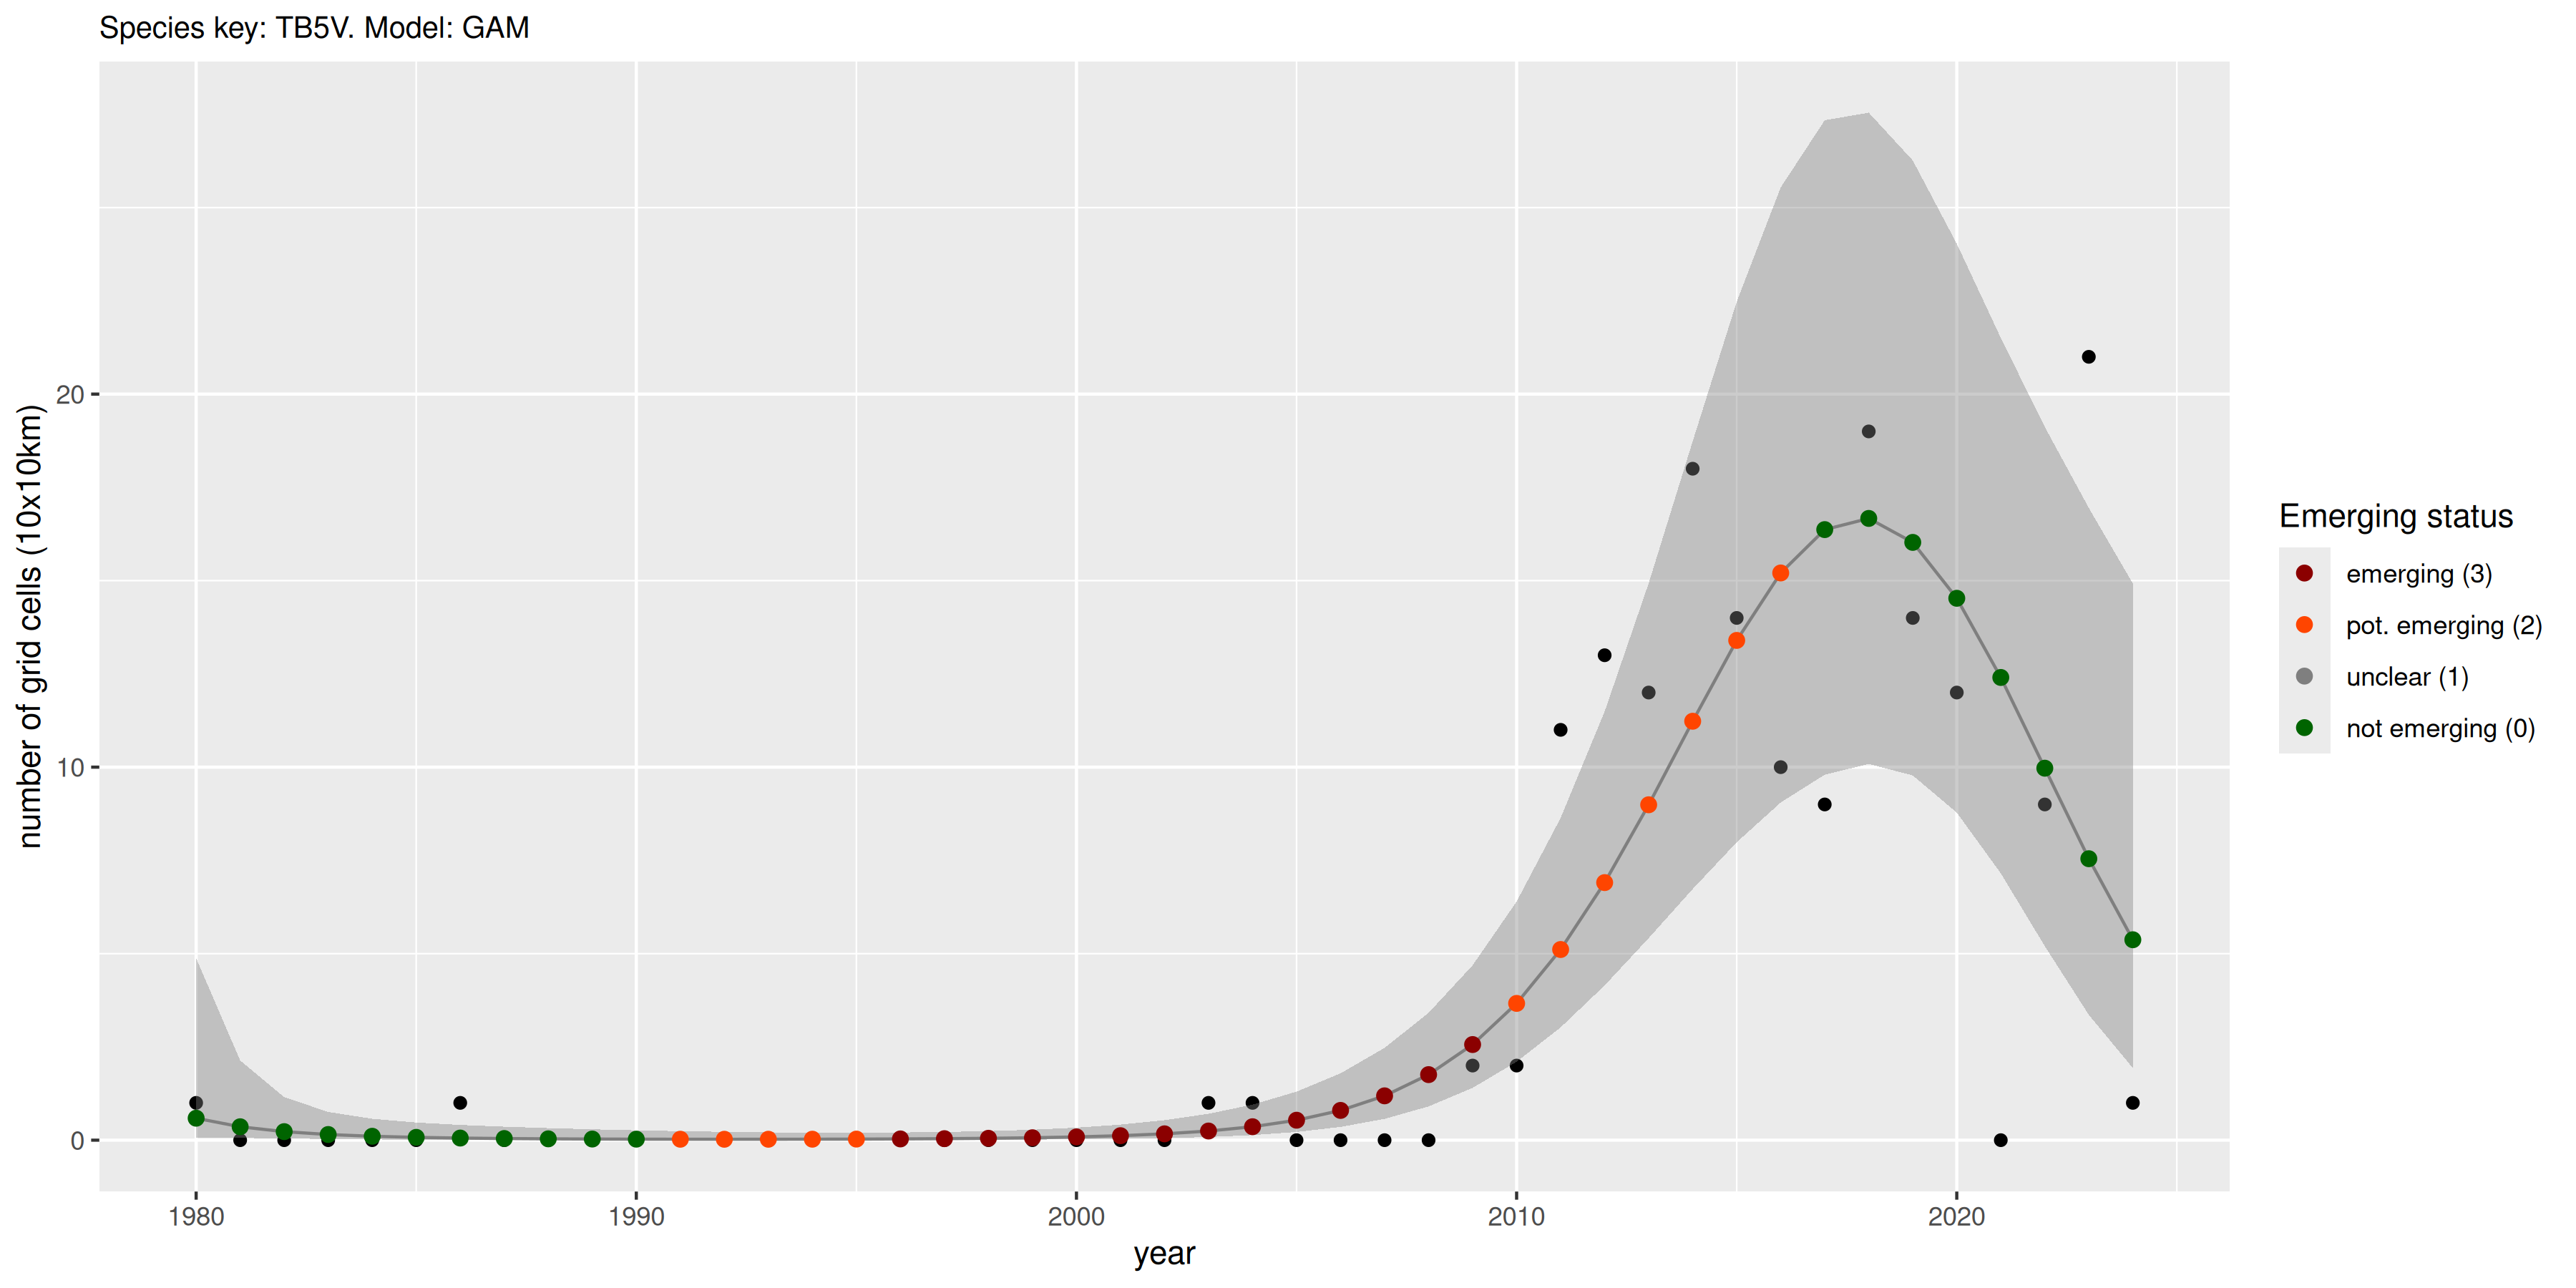 Species key: TB5V. Model: GAM
number of grid cells (10x10km)
20
10
0
1980
1990
2000
2010
2020
year
Emerging status
emerging (3)
pot. emerging (2)
unclear (1)
not emerging (0)